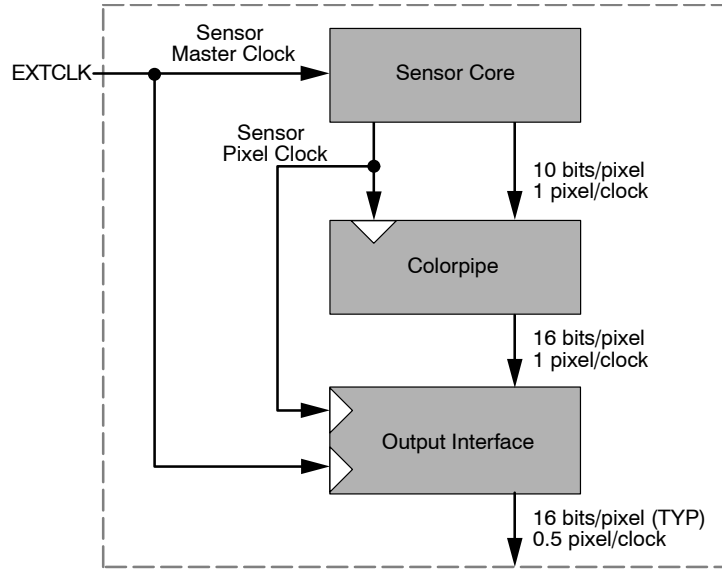 Sensor
Master Clock
EXTCLK
Sensor Core
Sensor
Pixel Clock
10 bits/pixel
1 pixel/clock
Colorpipe
16 bits/pixel
1 pixel/clock
Output Interface
16 bits/pixel (TYP)
0.5 pixel/clock